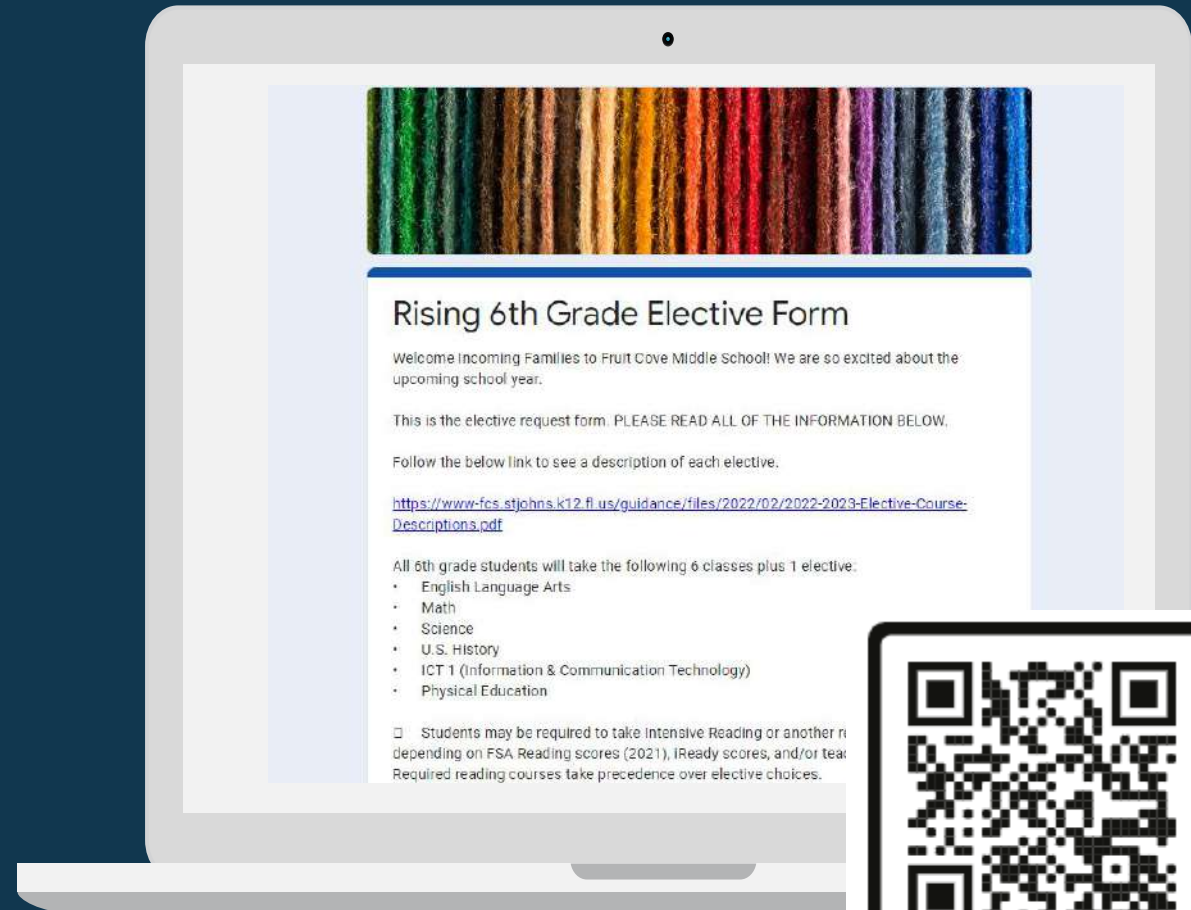 Rising 6th Grade Elective Form
Welcome Incoming Families to Fruit Cove Middle School! We are so excited about the
upcoming school year.
This is the elective request form. PLEASE READ ALL OF THE INFORMATION BELOW.
Follow the below link to see a description of each elective.
https://www-fcs.stjohns.k12.fl.us/guidance/files/2022/02/2022-2023-Elective-Course-
Descriptions.pdf
All 6th grade students will take the following 6 classes plus 1 elective:
• English Language Arts
• Math
• Science
• U.S. History
• ICT 1 (Information & Communication Technology)
• Physical Education
☐ Students may be required to take Intensive Reading or another
depending on FSA Reading scores (2021), iReady scores, and/or
Required reading courses take precedence over elective choices.